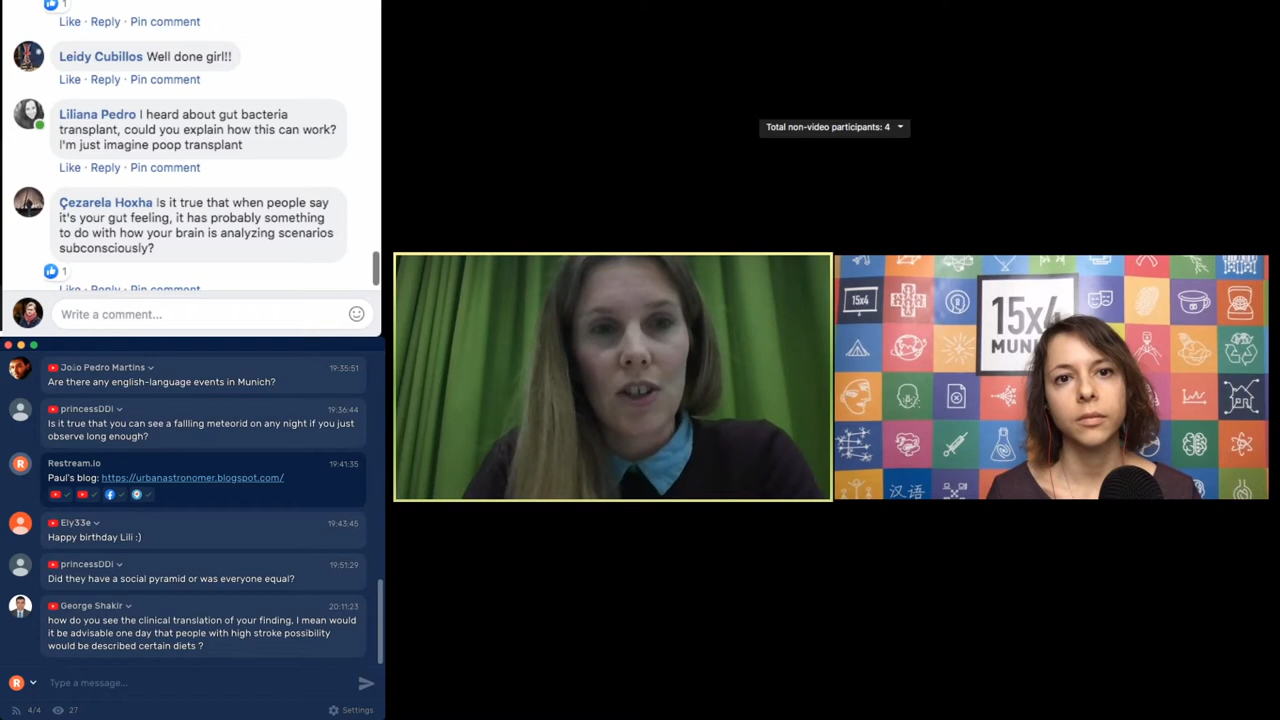 1
Like · Reply · Pin comment
Leidy Cubillos Well done girl!!
Like · Reply · Pin comment
Liliana Pedro I heard about gut bacteria
transplant, could you explain how this can work?
I'm just imagine poop transplant
Like · Reply · Pin comment
Çezarela Hoxha Is it true that when people say
it's your gut feeling, it has probably something
to do with how your brain is analyzing scenarios
subconsciously?
1
Like · Reply · Pin comment
Write a comment...
João Pedro Martins 19:35:51
Are there any english-language events in Munich?
princessDDI 19:36:44
Is it true that you can see a fallling meteorid on any night if you just
observe long enough?
Restream.io 19:41:35
Paul's blog: https://urbanastronomer.blogspot.com/
Ely33e 19:43:45
Happy birthday Lili :)
princessDDI 19:51:29
Did they have a social pyramid or was everyone equal?
George Shakir 20:11:23
how do you see the clinical translation of your finding, I mean would
it be advisable one day that people with high stroke possibility
would be described certain diets ?
Type a message...
4/4 27 Settings
Total non-video participants: 4
15x4
15x4
汉语